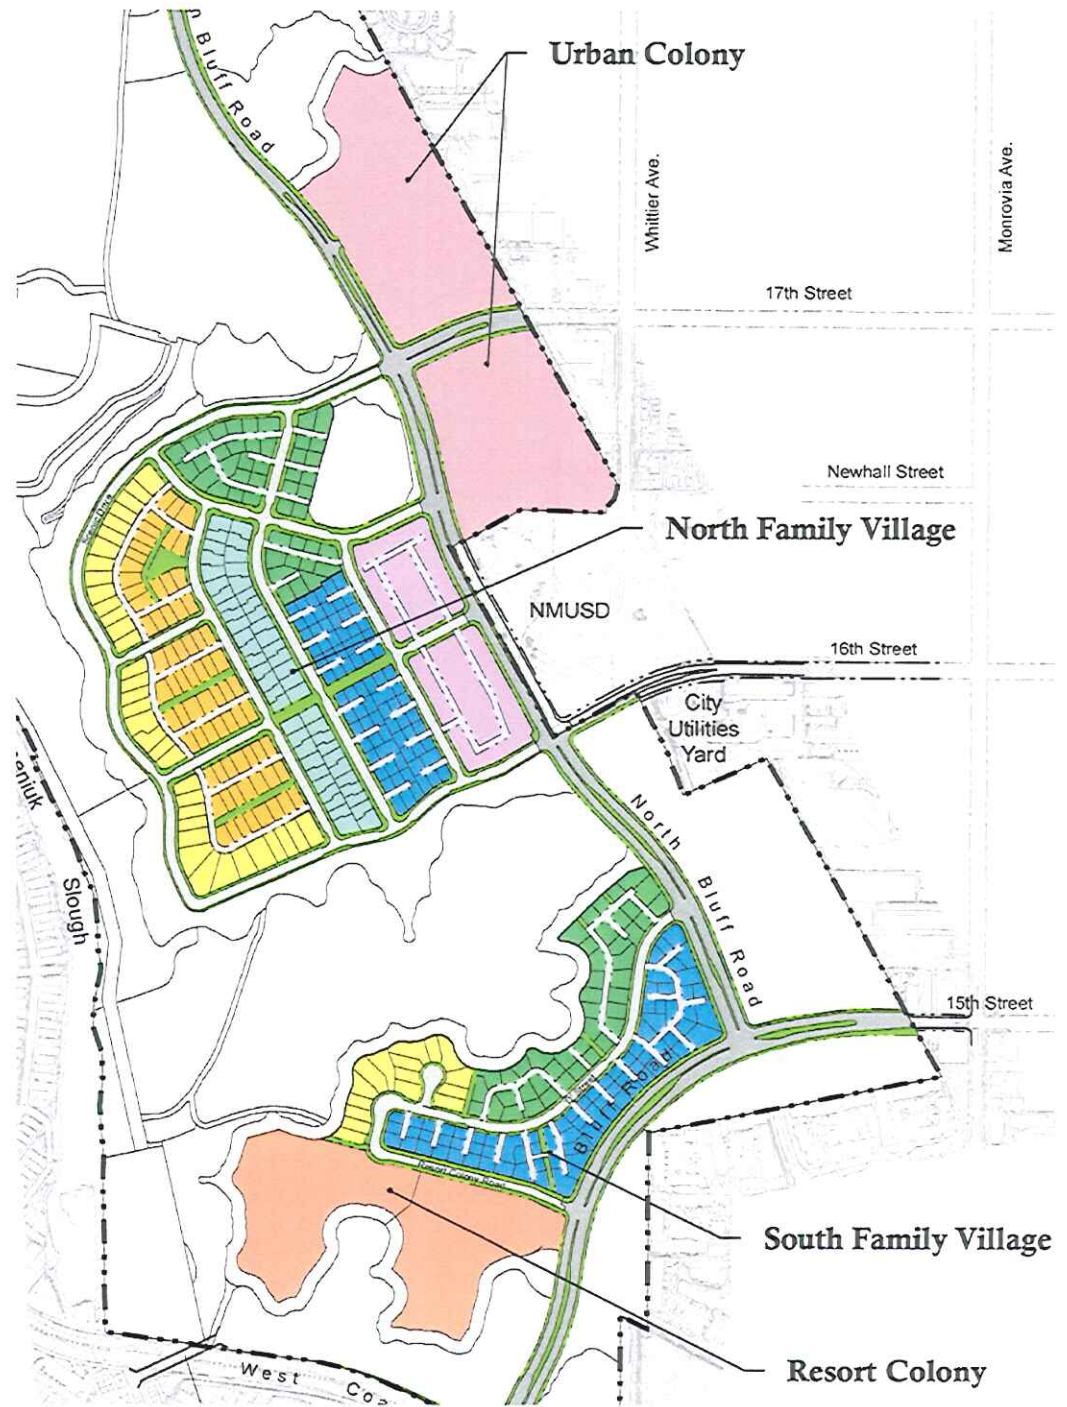 Urban Colony
n Bluff Road
Whittier Ave.
Monrovia Ave.
17th Street
Newhall Street
North Family Village
NMUSD
16th Street
City
Utilities
Yard
eniuk
Slough
North
Bluff Road
15th Street
Bluff Road
Resort Colony Road
South Family Village
Resort Colony
West Coa